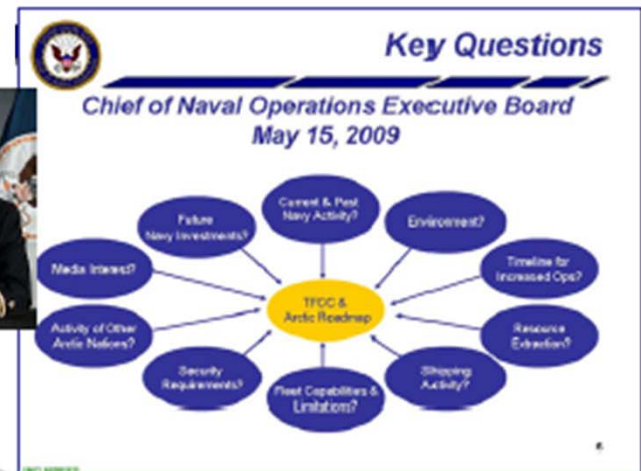 Key Questions
Chief of Naval Operations Executive Board
May 15, 2009
Current & Past
Navy Activity?
Future
Navy Investments?
Environment?
Media Interest?
Timeline for
Increased Ops?
TFCC &
Arctic Roadmap
Activity of Other
Arctic Nations?
Resource
Extraction?
Security
Requirements?
Shipping
Activity?
Fleet Capabilities &
Limitations?